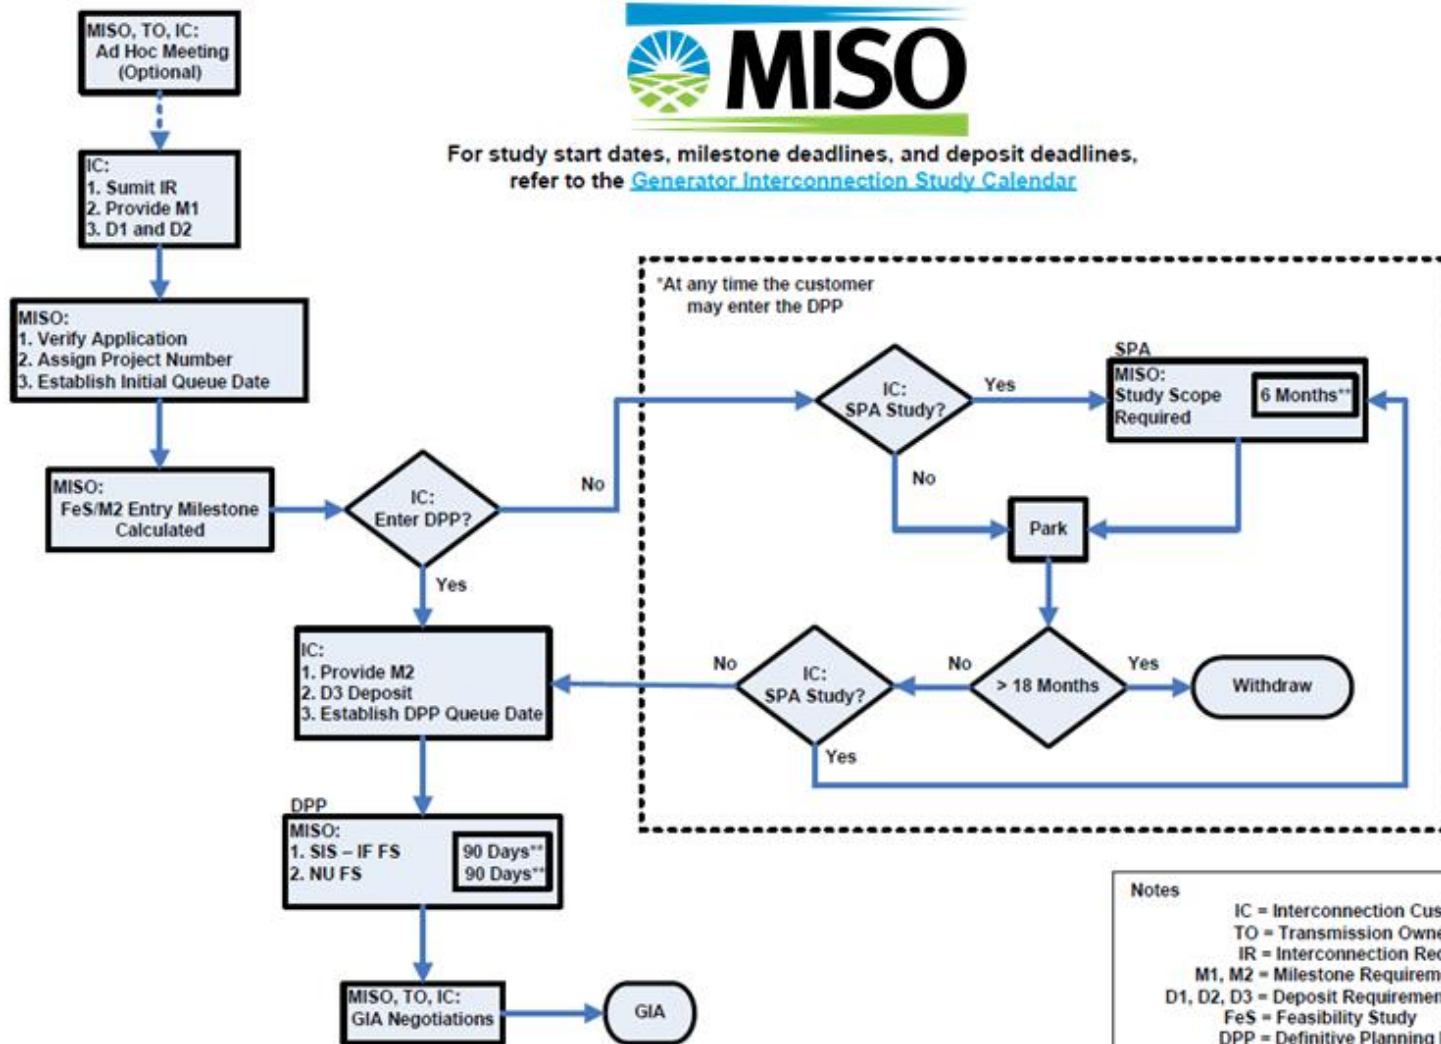 MISO, TO, IC:
Ad Hoc Meeting
(Optional)
MISO
For study start dates, milestone deadlines, and deposit deadlines,
refer to the Generator Interconnection Study Calendar
IC:
1. Sumit IR
2. Provide M1
3. D1 and D2
MISO:
1. Verify Application
2. Assign Project Number
3. Establish Initial Queue Date
MISO:
FeS/M2 Entry Milestone
Calculated
IC:
Enter DPP?
No
Yes
*At any time the customer
may enter the DPP
IC:
SPA Study?
Yes
No
SPA
MISO:
Study Scope
Required
6 Months**
Park
> 18 Months
Yes
Withdraw
No
IC:
SPA Study?
No
Yes
IC:
1. Provide M2
2. D3 Deposit
3. Establish DPP Queue Date
DPP
MISO:
1. SIS – IF FS
90 Days**
2. NU FS
90 Days**
MISO, TO, IC:
GIA Negotiations
GIA
Notes
IC = Interconnection Cus
TO = Transmission Owne
IR = Interconnection Rec
M1, M2 = Milestone Requirem
D1, D2, D3 = Deposit Requirement
FeS = Feasibility Study
DPP = Definitive Planning